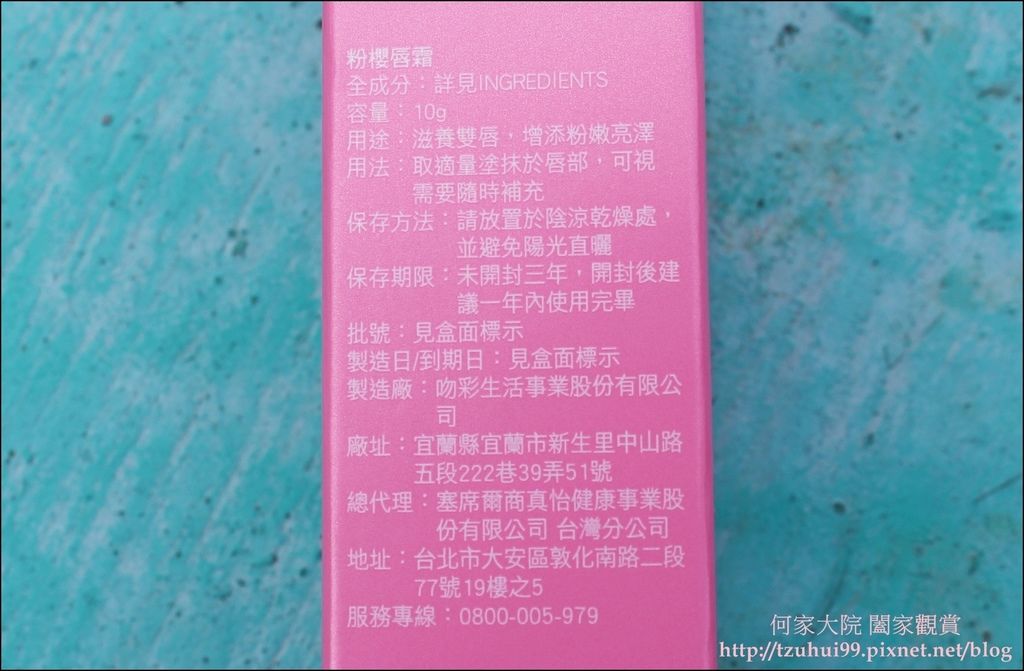 粉櫻唇霜
全成分：詳見INGREDIENTS
容量：10g
用途：滋養雙唇，增添粉嫩亮澤
用法：取適量塗抹於唇部，可視
需要隨時補充
保存方法：請放置於陰涼乾燥處，
並避免陽光直曬
保存期限：未開封三年，開封後建
議一年內使用完畢
批號：見盒面標示
製造日/到期日：見盒面標示
製造廠：吻彩生活事業股份有限公
司
廠址：宜蘭縣宜蘭市新生里中山路
五段222巷39弄51號
總代理：塞席爾商真怡健康事業股
份有限公司 台灣分公司
地址：台北市大安區敦化南路二段
77號19樓之5
服務專線：0800-005-979
何家大院 闔家觀賞
http://tzuhui99.pixnet.net/blog